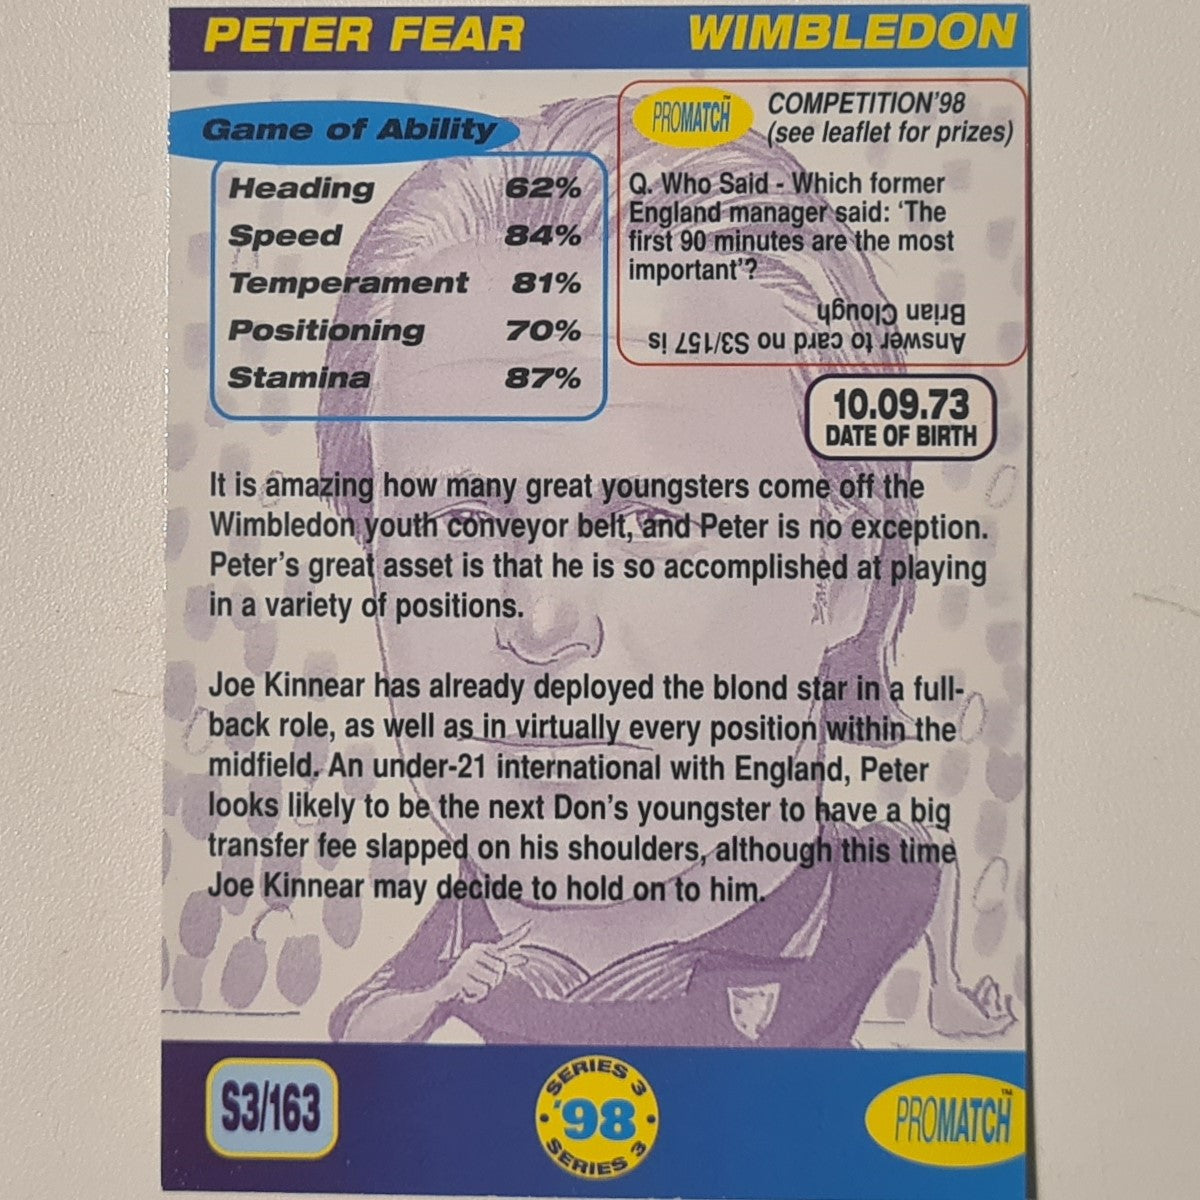 PETER FEAR
WIMBLEDON
Game of Ability
Heading 62%
Speed 84%
Temperament 81%
Positioning 70%
Stamina 87%
PROMATCH™
COMPETITION'98
(see leaflet for prizes)
Q. Who Said - Which former
England manager said: 'The
first 90 minutes are the most
important'?
Answer to card no S3/157 is
Brian Clough
10.09.73
DATE OF BIRTH
It is amazing how many great youngsters come off the
Wimbledon youth conveyor belt, and Peter is no exception.
Peter's great asset is that he is so accomplished at playing
in a variety of positions.
Joe Kinnear has already deployed the blond star in a full-
back role, as well as in virtually every position within the
midfield. An under-21 international with England, Peter
looks likely to be the next Don's youngster to have a big
transfer fee slapped on his shoulders, although this time
Joe Kinnear may decide to hold on to him.
S3/163
SERIES 3
'98
SERIES 3
PROMATCH™